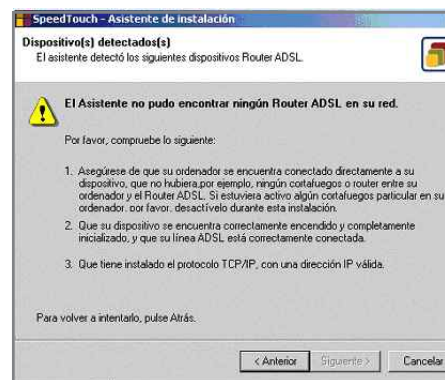 SpeedTouch - Asistente de instalación
Dispositivo(s) detectados(s)
El asistente detectó los siguientes dispositivos Router ADSL.
El Asistente no pudo encontrar ningún Router ADSL en su red.
Por favor, compruebe lo siguiente:
1. Asegúrese de que su ordenador se encuentra conectado directamente a su
dispositivo, que no hubiera,por ejemplo, ningún cortafuegos o router entre su
ordenador y el Router ADSL. Si estuviera activo algún cortafuegos particular en su
ordenador, por favor, desactívelo durante esta instalación.
2. Que su dispositivo se encuentra correctamente encendido y completamente
inicializado, y que su línea ADSL está correctamente conectada.
3. Que tiene instalado el protocolo TCP/IP, con una dirección IP válida.
Para volver a intentarlo, pulse Atrás.
< Anterior
Siguiente >
Cancelar